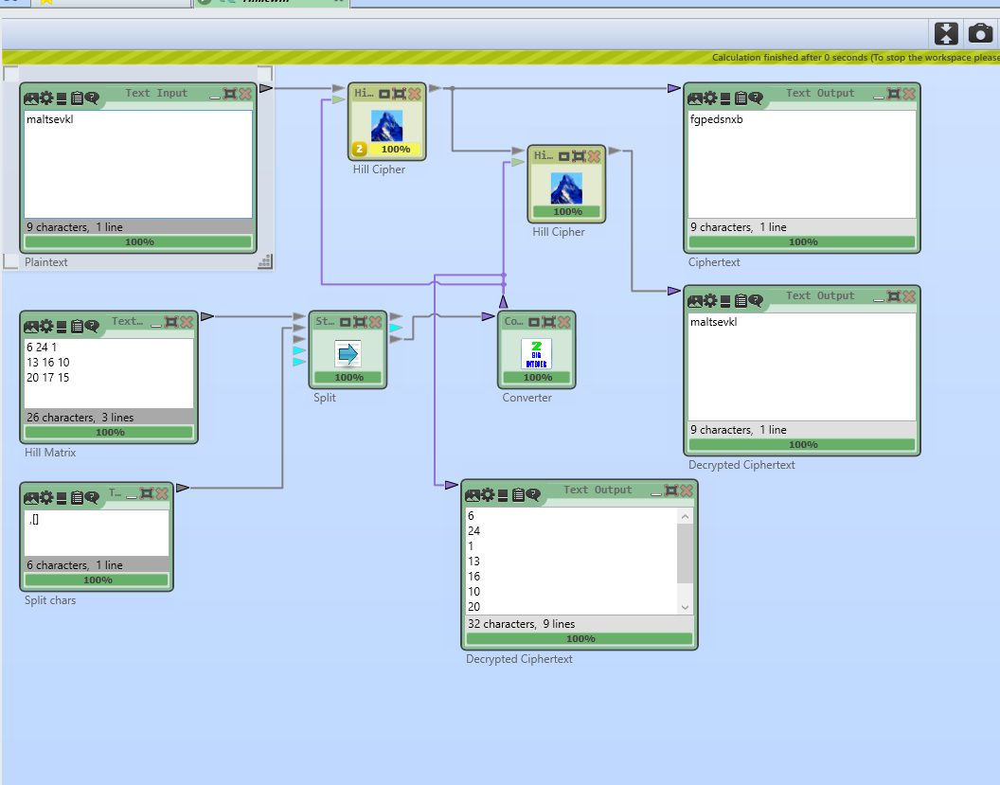 Calculation finished after 0 seconds (To stop the workspace please
Text Input
maltsevkl
9 characters, 1 line
100%
Plaintext
Hi...
2
100%
Hill Cipher
Hi...
100%
Hill Cipher
Text Output
fgpedsnxb
9 characters, 1 line
100%
Ciphertext
Text Output
maltsevkl
9 characters, 1 line
100%
Decrypted Ciphertext
Text...
6 24 1
13 16 10
20 17 15
26 characters, 3 lines
100%
Hill Matrix
St...
100%
Split
Co...
2
BIG
INTEGER
100%
Converter
T...
,[]
6 characters, 1 line
100%
Split chars
Text Output
6
24
1
13
16
10
20
32 characters, 9 lines
100%
Decrypted Ciphertext